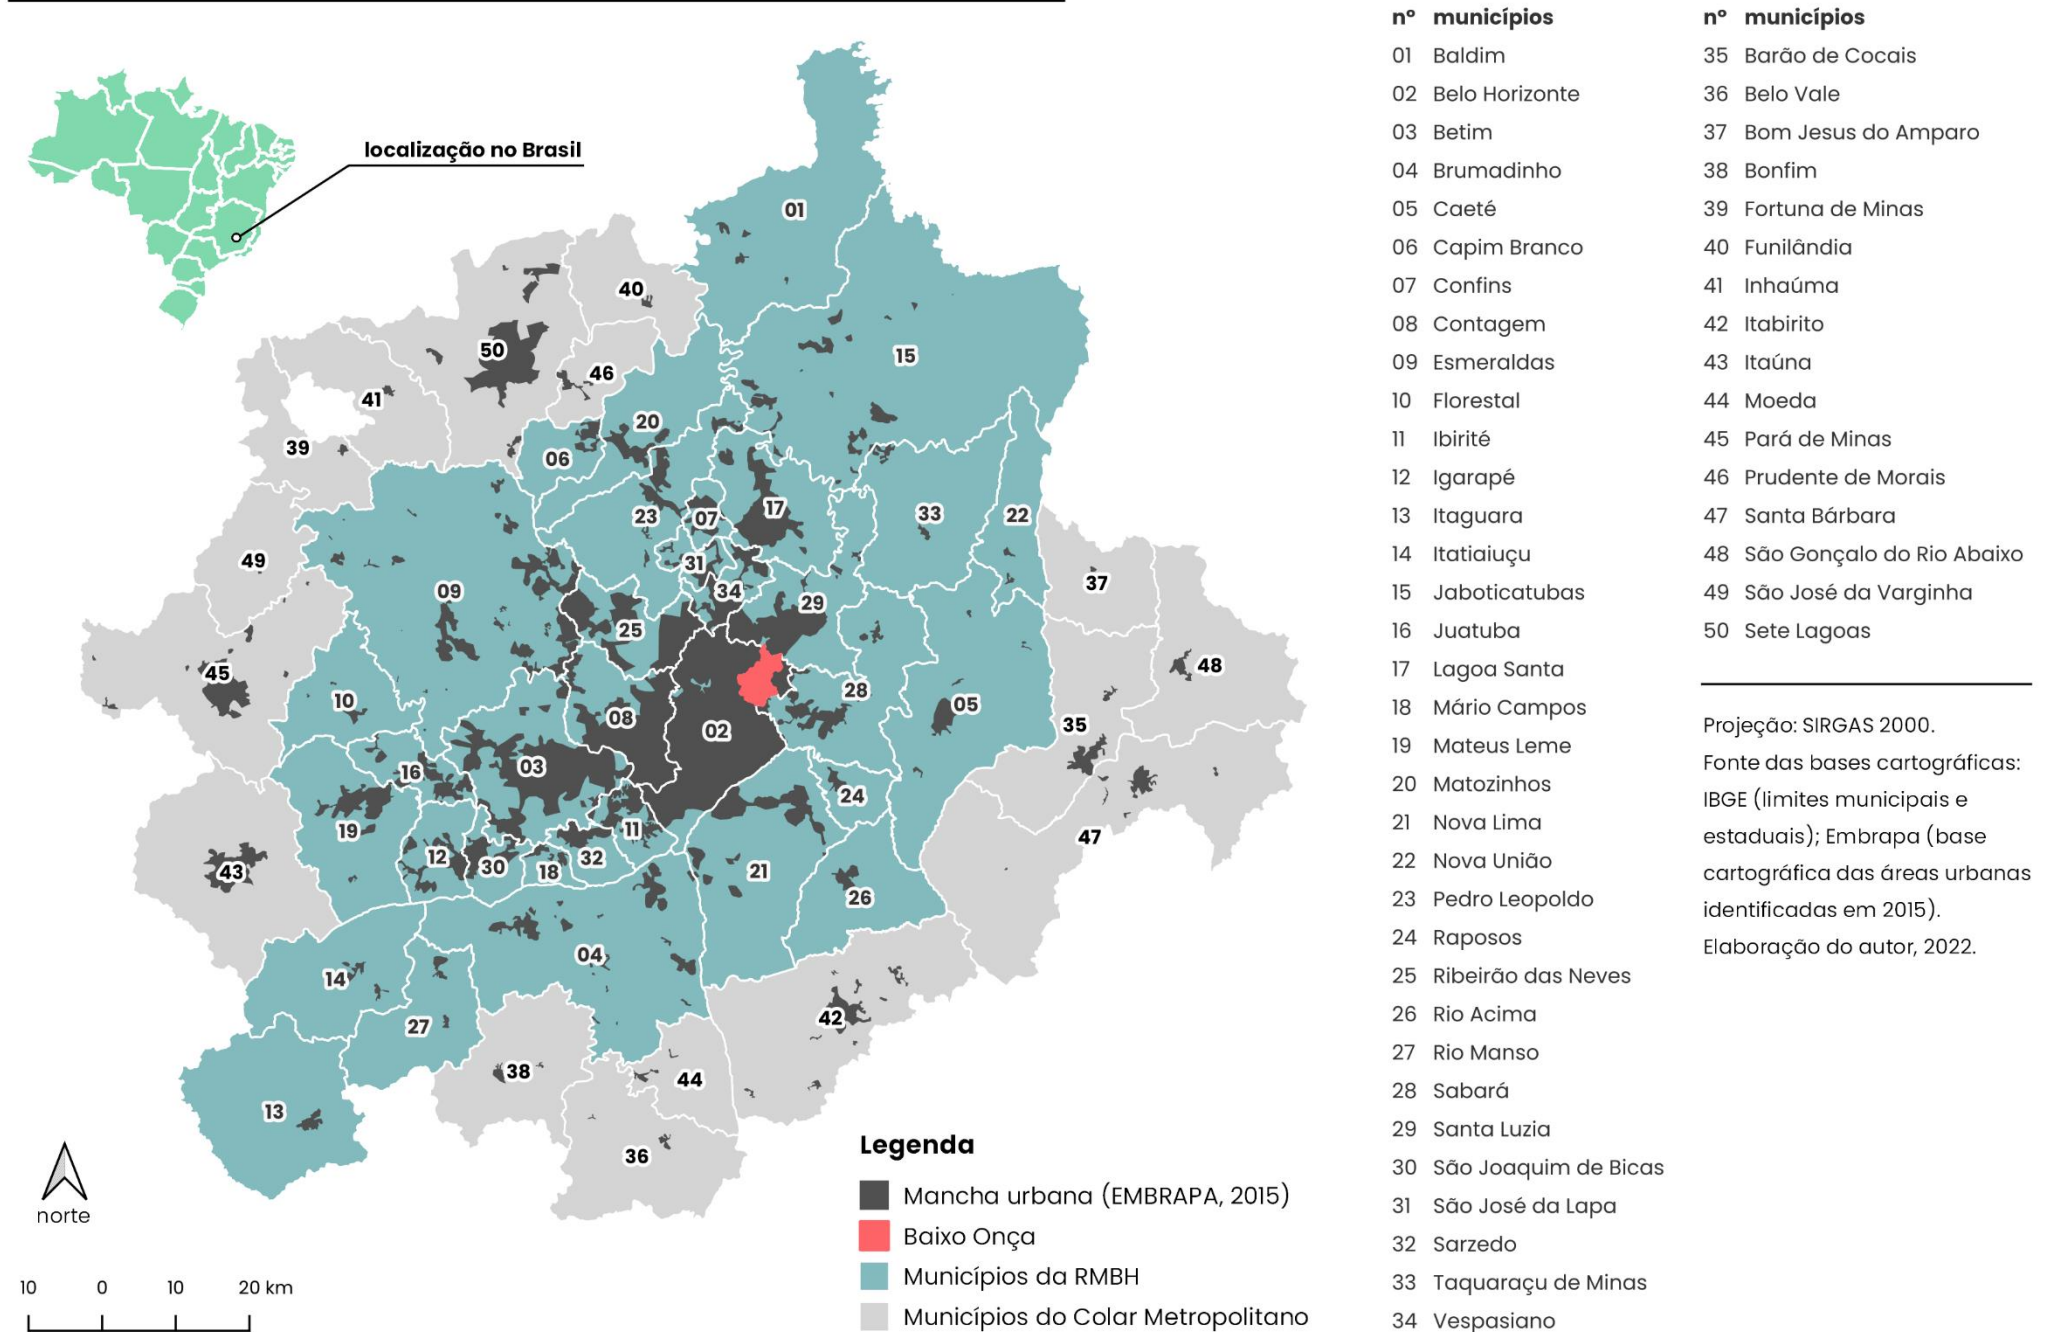 localização no Brasil
01
40
50
15
46
41
20
39
06
23
07
17
33
22
49
31
37
09
34
29
25
48
45
10
28
05
08
02
35
03
16
24
19
11
47
12
30
18
32
21
43
26
04
14
42
27
38
44
13
36
norte
10 0 10 20 km
Legenda
Mancha urbana (EMBRAPA, 2015)
Baixo Onça
Municípios da RMBH
Municípios do Colar Metropolitano
nº municípios
01 Baldim
02 Belo Horizonte
03 Betim
04 Brumadinho
05 Caeté
06 Capim Branco
07 Confins
08 Contagem
09 Esmeraldas
10 Florestal
11 Ibirité
12 Igarapé
13 Itaguara
14 Itatiaiuçu
15 Jaboticatubas
16 Juatuba
17 Lagoa Santa
18 Mário Campos
19 Mateus Leme
20 Matozinhos
21 Nova Lima
22 Nova União
23 Pedro Leopoldo
24 Raposos
25 Ribeirão das Neves
26 Rio Acima
27 Rio Manso
28 Sabará
29 Santa Luzia
30 São Joaquim de Bicas
31 São José da Lapa
32 Sarzedo
33 Taquaraçu de Minas
34 Vespasiano
nº municípios
35 Barão de Cocais
36 Belo Vale
37 Bom Jesus do Amparo
38 Bonfim
39 Fortuna de Minas
40 Funilândia
41 Inhaúma
42 Itabirito
43 Itaúna
44 Moeda
45 Pará de Minas
46 Prudente de Morais
47 Santa Bárbara
48 São Gonçalo do Rio Abaixo
49 São José da Varginha
50 Sete Lagoas
Projeção: SIRGAS 2000.
Fonte das bases cartográficas:
IBGE (limites municipais e
estaduais); Embrapa (base
cartográfica das áreas urbanas
identificadas em 2015).
Elaboração do autor, 2022.